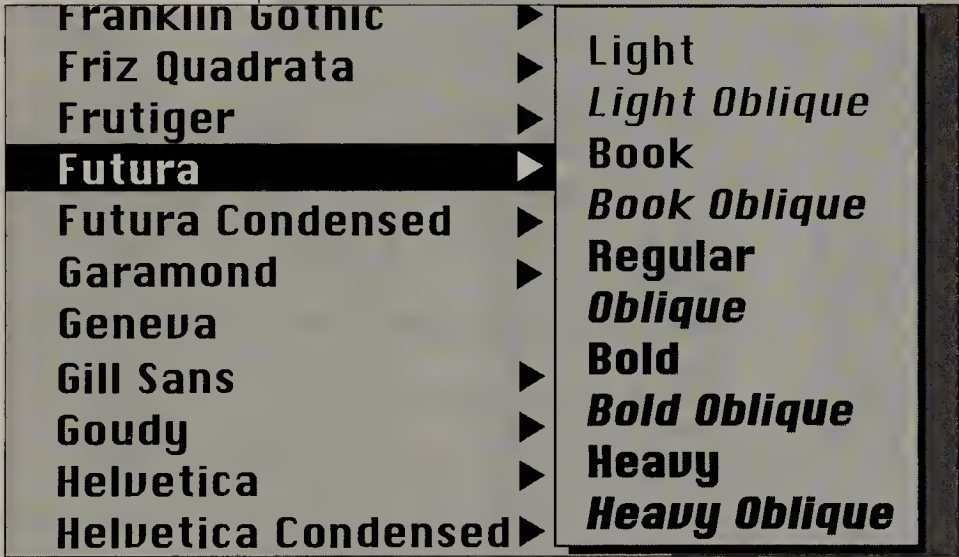 Franklin Gothic
Friz Quadrata
Frutiger
Futura
Futura Condensed
Garamond
Geneva
Gill Sans
Goudy
Helvetica
Helvetica Condensed
Light
Light Oblique
Book
Book Oblique
Regular
Oblique
Bold
Bold Oblique
Heavy
Heavy Oblique